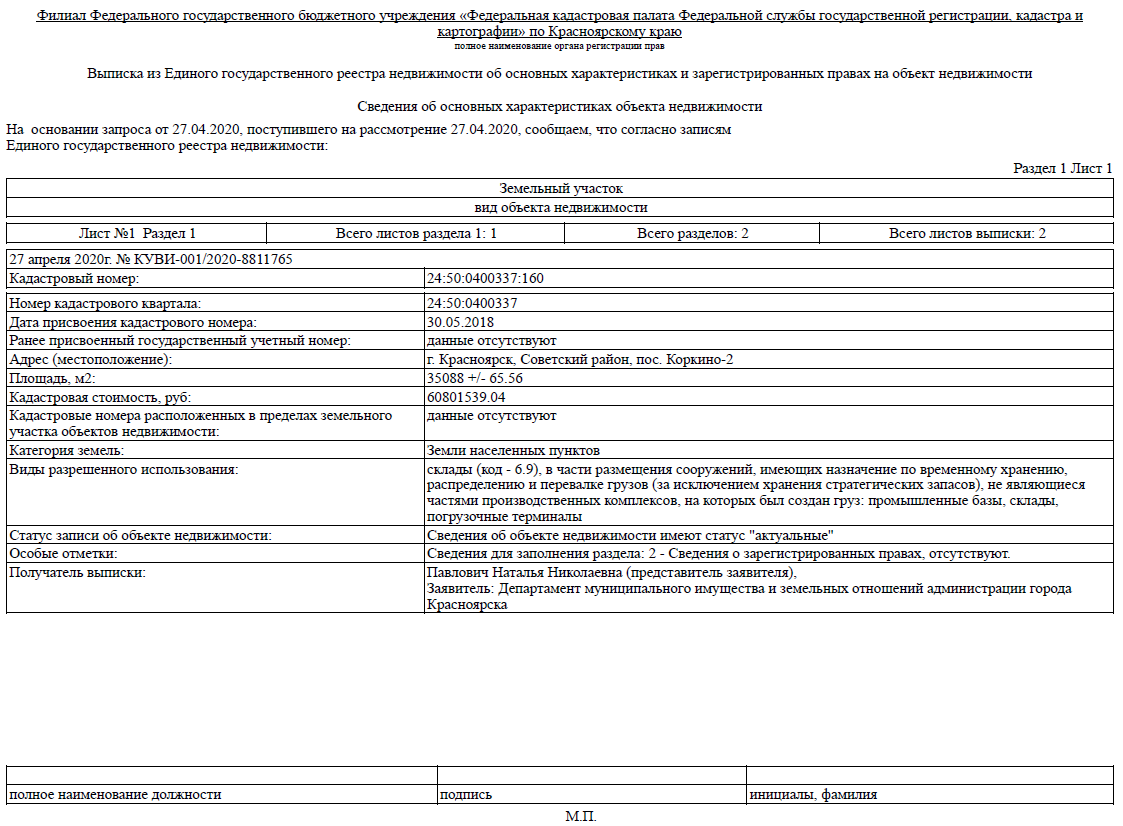 Филиал Федерального государственного бюджетного учреждения «Федеральная кадастровая палата Федеральной службы государственной регистрации, кадастра и
картографии» по Красноярскому краю
полное наименование органа регистрации прав
Выписка из Единого государственного реестра недвижимости об основных характеристиках и зарегистрированных правах на объект недвижимости
Сведения об основных характеристиках объекта недвижимости
На основании запроса от 27.04.2020, поступившего на рассмотрение 27.04.2020, сообщаем, что согласно записям
Единого государственного реестра недвижимости:
Раздел 1 Лист 1
Земельный участок
вид объекта недвижимости
Лист №1 Раздел 1 Всего листов раздела 1: 1 Всего разделов: 2 Всего листов выписки: 2
27 апреля 2020г. № КУВИ-001/2020-8811765
Кадастровый номер: 24:50:0400337:160
Номер кадастрового квартала: 24:50:0400337
Дата присвоения кадастрового номера: 30.05.2018
Ранее присвоенный государственный учетный номер: данные отсутствуют
Адрес (местоположение): г. Красноярск, Советский район, пос. Коркино-2
Площадь, м2: 35088 +/- 65.56
Кадастровая стоимость, руб: 60801539.04
Кадастровые номера расположенных в пределах земельного данные отсутствуют
участка объектов недвижимости:
Категория земель: Земли населенных пунктов
Виды разрешенного использования: склады (код - 6.9), в части размещения сооружений, имеющих назначение по временному хранению,
распределению и перевалке грузов (за исключением хранения стратегических запасов), не являющиеся
частями производственных комплексов, на которых был создан груз: промышленные базы, склады,
погрузочные терминалы
Статус записи об объекте недвижимости: Сведения об объекте недвижимости имеют статус "актуальные"
Особые отметки: Сведения для заполнения раздела: 2 - Сведения о зарегистрированных правах, отсутствуют.
Получатель выписки: Павлович Наталья Николаевна (представитель заявителя),
Заявитель: Департамент муниципального имущества и земельных отношений администрации города
Красноярска
полное наименование должности подпись инициалы, фамилия
М.П.